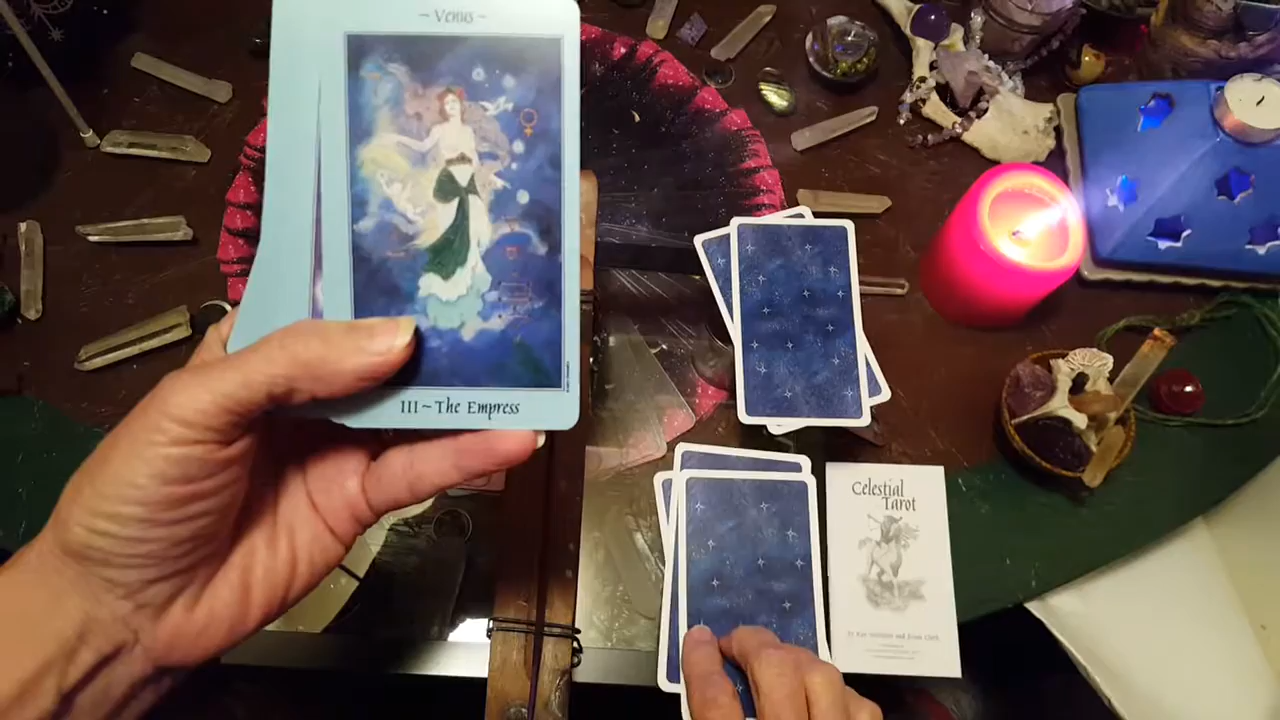 ~ Venus ~
III ~ The Empress
Celestial
Tarot